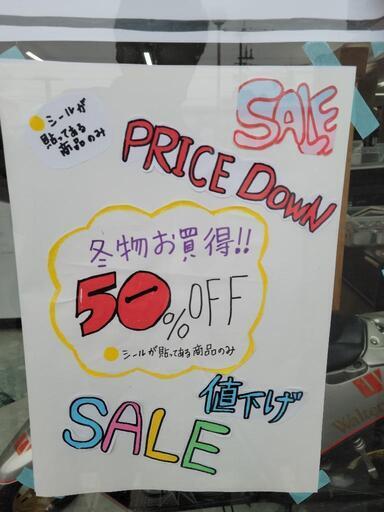 シールが
貼ってある
商品のみ
SALE
PRICE DOWN
冬物お買得!!
50%OFF
シールが貼ってある商品のみ
値下げ
SALE
Walter